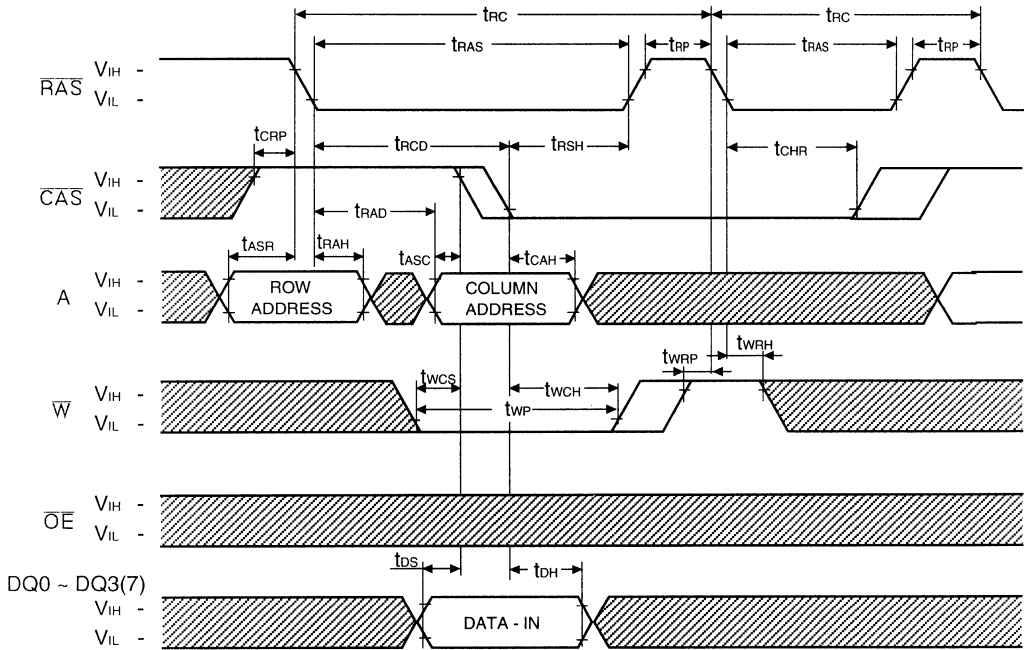 tRC tRC
tRAS tRP tRAS tRP
RAS VIH -
VIL -
tCRP tRCD tRSH tCHR
CAS VIH -
VIL -
tRAD
tASR tRAH tASC tCAH
A VIH -
VIL -
ROW ADDRESS
COLUMN ADDRESS
tWRP tWRH
tWCS tWCH
W VIH -
VIL -
tWP
OE VIH -
VIL -
tDS tDH
DQ0 ~ DQ3(7)
VIH -
VIL -
DATA - IN